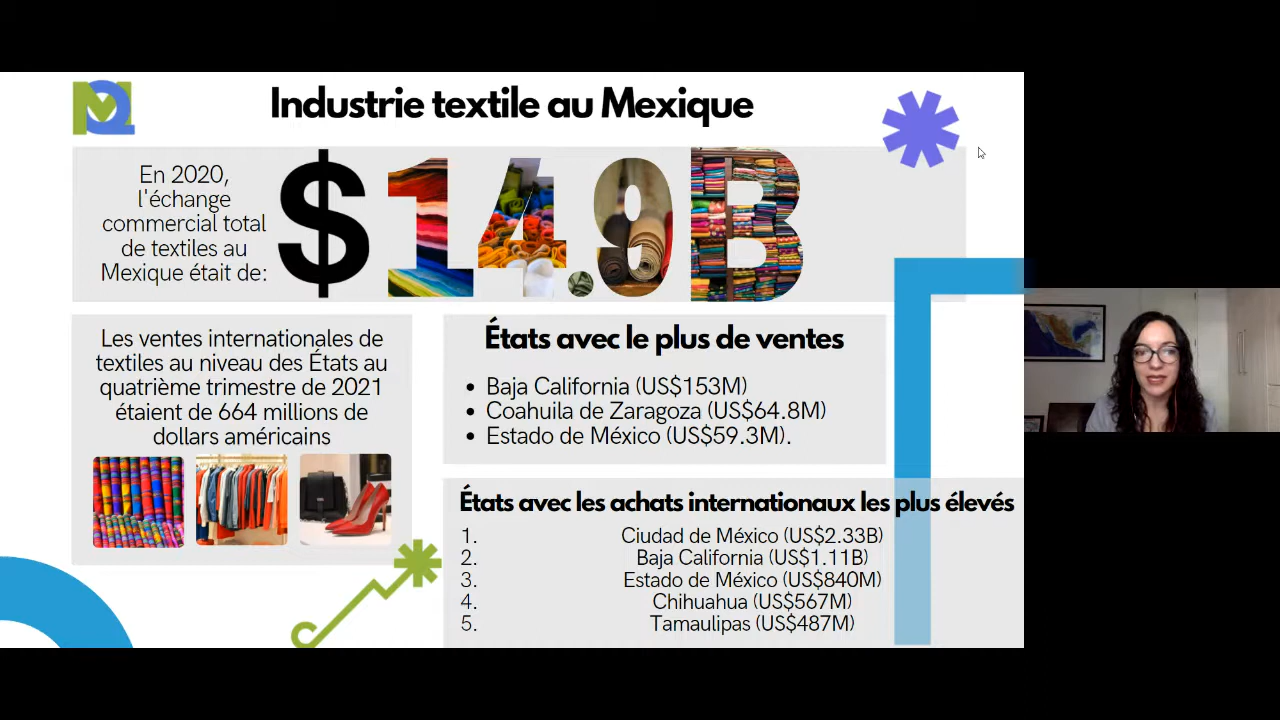 Industrie textile au Mexique
En 2020,
l'échange
commercial total
de textiles au
Mexique était de:
$14.9B
Les ventes internationales de
textiles au niveau des États au
quatrième trimestre de 2021
étaient de 664 millions de
dollars américains
États avec le plus de ventes
• Baja California (US$153M)
• Coahuila de Zaragoza (US$64.8M)
• Estado de México (US$59.3M).
États avec les achats internationaux les plus élevés
1. Ciudad de México (US$2.33B)
2. Baja California (US$1.11B)
3. Estado de México (US$840M)
4. Chihuahua (US$567M)
5. Tamaulipas (US$487M)